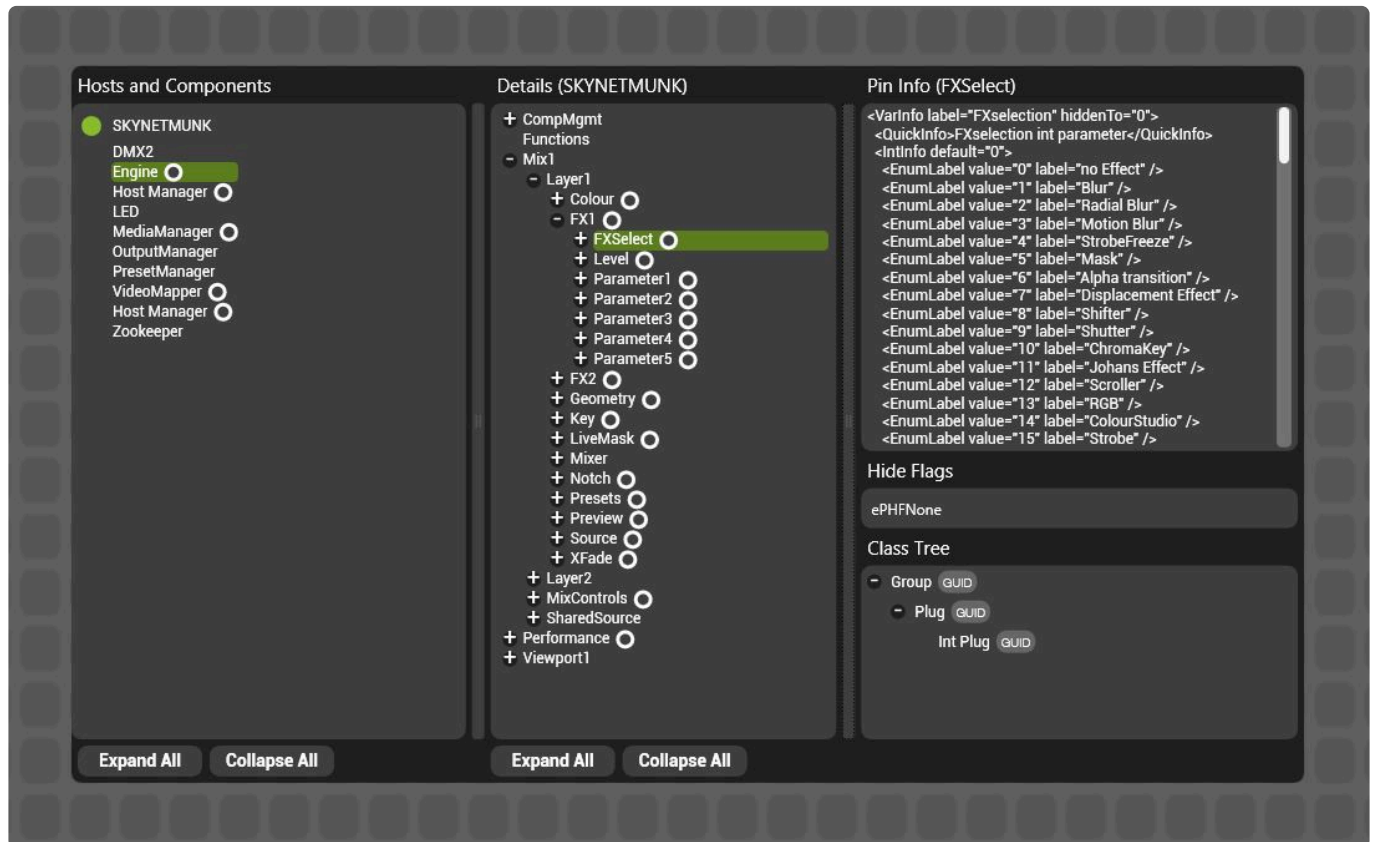 Hosts and Components
SKYNETMUNK
DMX2
Engine
Host Manager
LED
MediaManager
OutputManager
PresetManager
VideoMapper
Host Manager
Zookeeper
Expand All
Collapse All
Details (SKYNETMUNK)
+ CompMgmt
Functions
- Mix1
- Layer1
+ Colour
- FX1
+ FXSelect
+ Level
+ Parameter1
+ Parameter2
+ Parameter3
+ Parameter4
+ Parameter5
+ FX2
+ Geometry
+ Key
+ LiveMask
+ Mixer
+ Notch
+ Presets
+ Preview
+ Source
+ XFade
+ Layer2
+ MixControls
+ SharedSource
+ Performance
+ Viewport1
Expand All
Collapse All
Pin Info (FXSelect)
<VarInfo label="FXselection" hiddenTo="0">
<QuickInfo>FXselection int parameter</QuickInfo>
<IntInfo default="0">
<EnumLabel value="0" label="no Effect" />
<EnumLabel value="1" label="Blur" />
<EnumLabel value="2" label="Radial Blur" />
<EnumLabel value="3" label="Motion Blur" />
<EnumLabel value="4" label="StrobeFreeze" />
<EnumLabel value="5" label="Mask" />
<EnumLabel value="6" label="Alpha transition" />
<EnumLabel value="7" label="Displacement Effect" />
<EnumLabel value="8" label="Shifter" />
<EnumLabel value="9" label="Shutter" />
<EnumLabel value="10" label="ChromaKey" />
<EnumLabel value="11" label="Johans Effect" />
<EnumLabel value="12" label="Scroller" />
<EnumLabel value="13" label="RGB" />
<EnumLabel value="14" label="ColourStudio" />
<EnumLabel value="15" label="Strobe" />
Hide Flags
ePHFNone
Class Tree
- Group GUID
- Plug GUID
Int Plug GUID